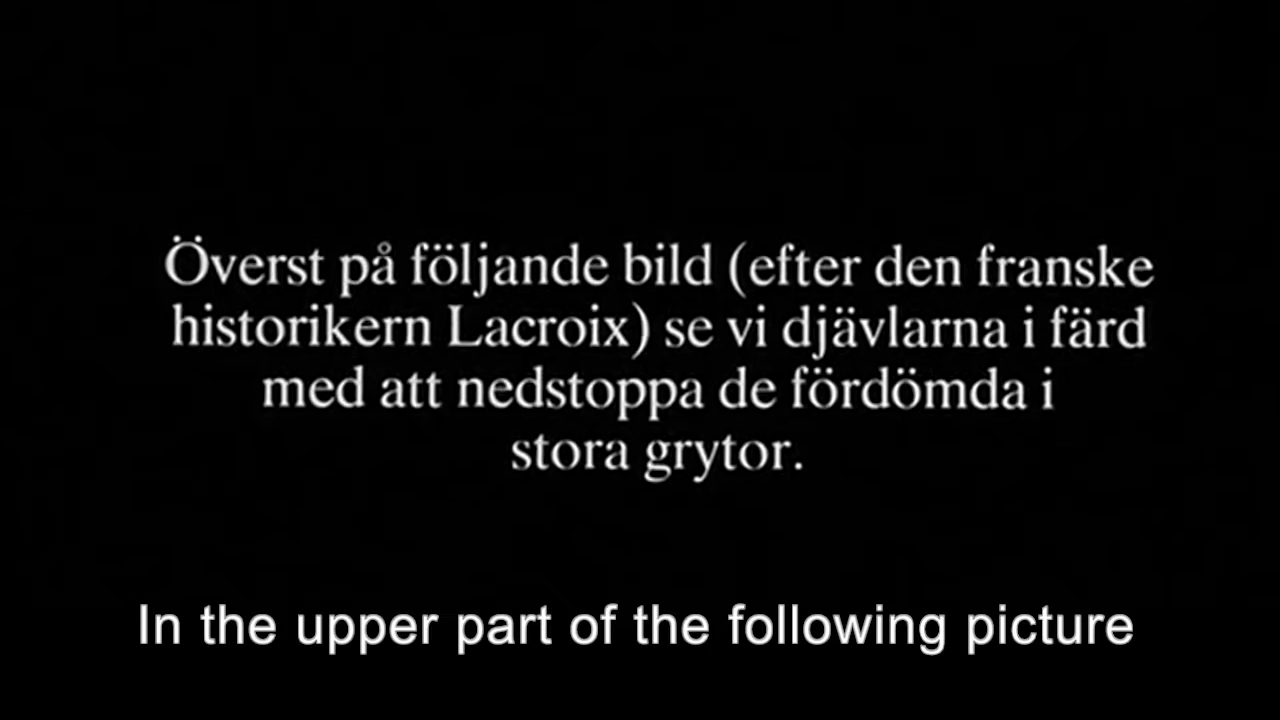 Överst på följande bild (efter den franske
historikern Lacroix) se vi djävlarna i färd
med att nedstoppa de fördömda i
stora grytor.
In the upper part of the following picture